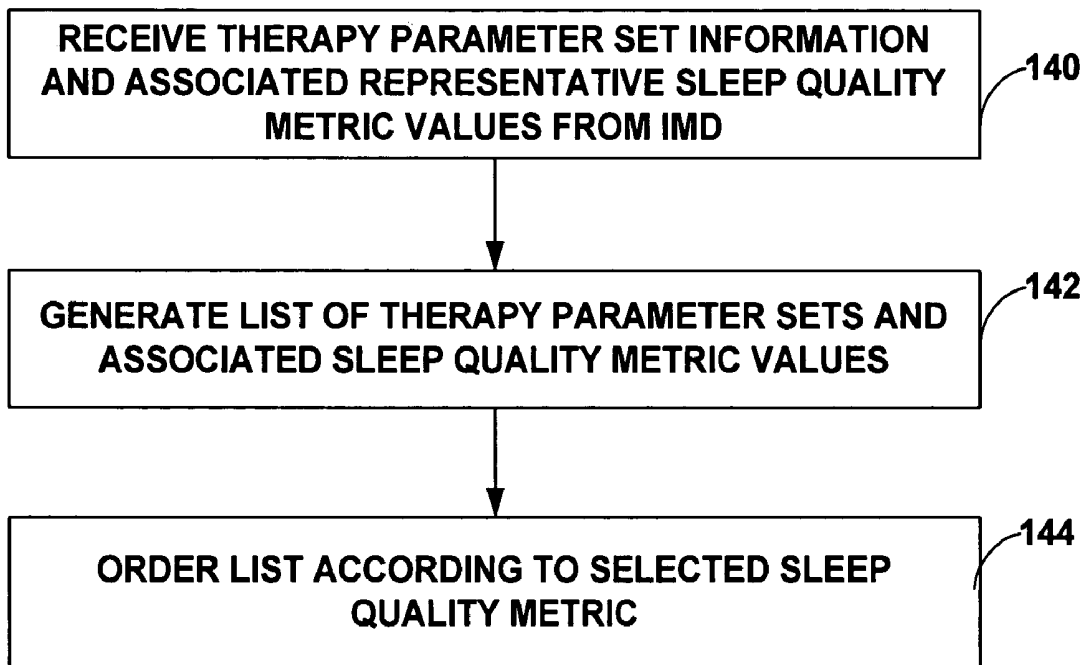 RECEIVE THERAPY PARAMETER SET INFORMATION
AND ASSOCIATED REPRESENTATIVE SLEEP QUALITY
METRIC VALUES FROM IMD
140
GENERATE LIST OF THERAPY PARAMETER SETS AND
ASSOCIATED SLEEP QUALITY METRIC VALUES
142
ORDER LIST ACCORDING TO SELECTED SLEEP
QUALITY METRIC
144